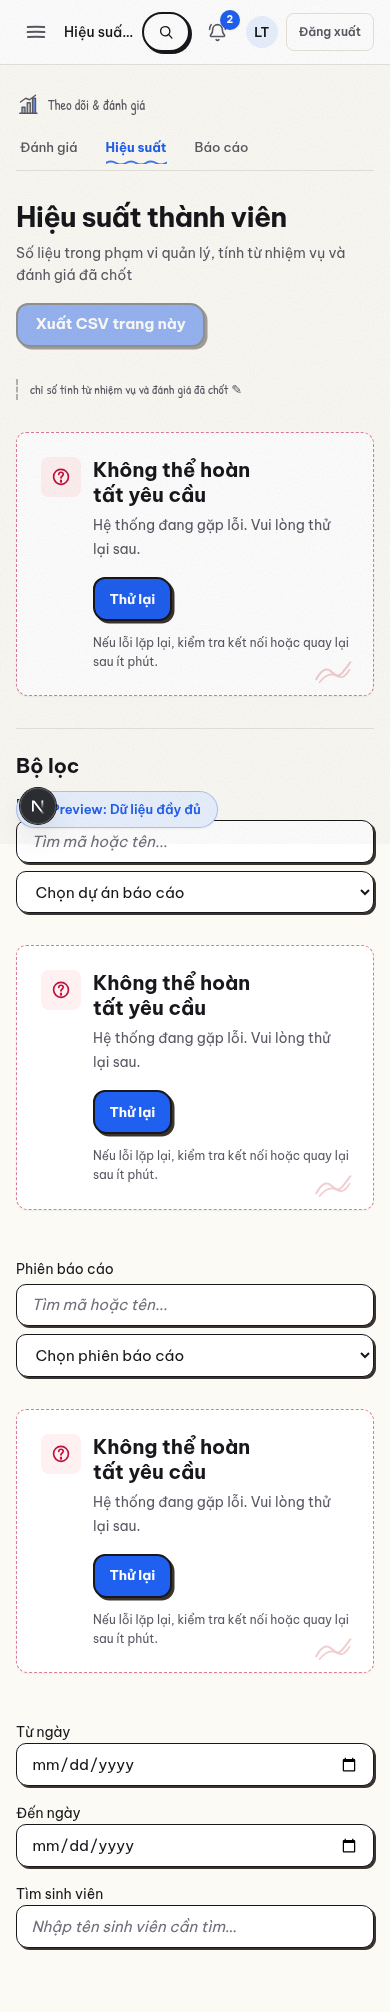 Hiệu suấ...
2
LT
Đăng xuất
Theo dõi & đánh giá
Đánh giá
Hiệu suất
Báo cáo
Hiệu suất thành viên
Số liệu trong phạm vi quản lý, tính từ nhiệm vụ và
đánh giá đã chốt
Xuất CSV trang này
chỉ số tính từ nhiệm vụ và đánh giá đã chốt ✎
Không thể hoàn
tất yêu cầu
Hệ thống đang gặp lỗi. Vui lòng thử
lại sau.
Thử lại
Nếu lỗi lặp lại, kiểm tra kết nối hoặc quay lại
sau ít phút.
Bộ lọc
N
Preview: Dữ liệu đầy đủ
Tìm mã hoặc tên...
Chọn dự án báo cáo
Không thể hoàn
tất yêu cầu
Hệ thống đang gặp lỗi. Vui lòng thử
lại sau.
Thử lại
Nếu lỗi lặp lại, kiểm tra kết nối hoặc quay lại
sau ít phút.
Phiên báo cáo
Tìm mã hoặc tên...
Chọn phiên báo cáo
Không thể hoàn
tất yêu cầu
Hệ thống đang gặp lỗi. Vui lòng thử
lại sau.
Thử lại
Nếu lỗi lặp lại, kiểm tra kết nối hoặc quay lại
sau ít phút.
Từ ngày
mm/dd/yyyy
Đến ngày
mm/dd/yyyy
Tìm sinh viên
Nhập tên sinh viên cần tìm...